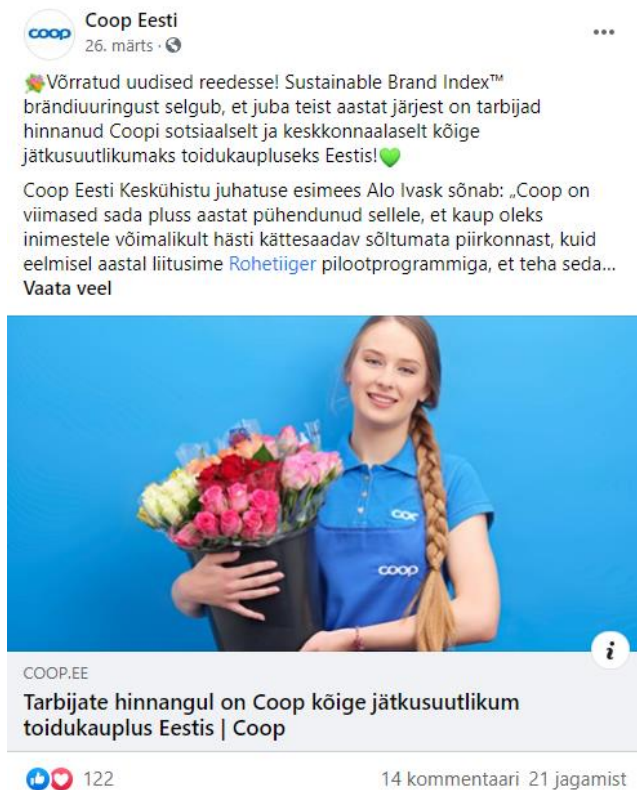 coop
Coop Eesti
26. märts ·
Võrratud uudised reedesse! Sustainable Brand Index™
brändiuuringust selgub, et juba teist aastat järjest on tarbijad
hinnanud Coopi sotsiaalselt ja keskkonnaalaselt kõige
jätkusuutlikumaks toidukaupluseks Eestis!
Coop Eesti Keskühistu juhatuse esimees Alo Ivask sõnab: „Coop on
viimased sada pluss aastat pühendunud sellele, et kaup oleks
inimestele võimalikult hästi kättesaadav sõltumata piirkonnast, kuid
eelmisel aastal liitusime Rohetiiger pilootprogrammiga, et teha seda...
Vaata veel
coo
coop
COOP.EE
Tarbijate hinnangul on Coop kõige jätkusuutlikum
toidukauplus Eestis | Coop
122
14 kommentaari 21 jagamist